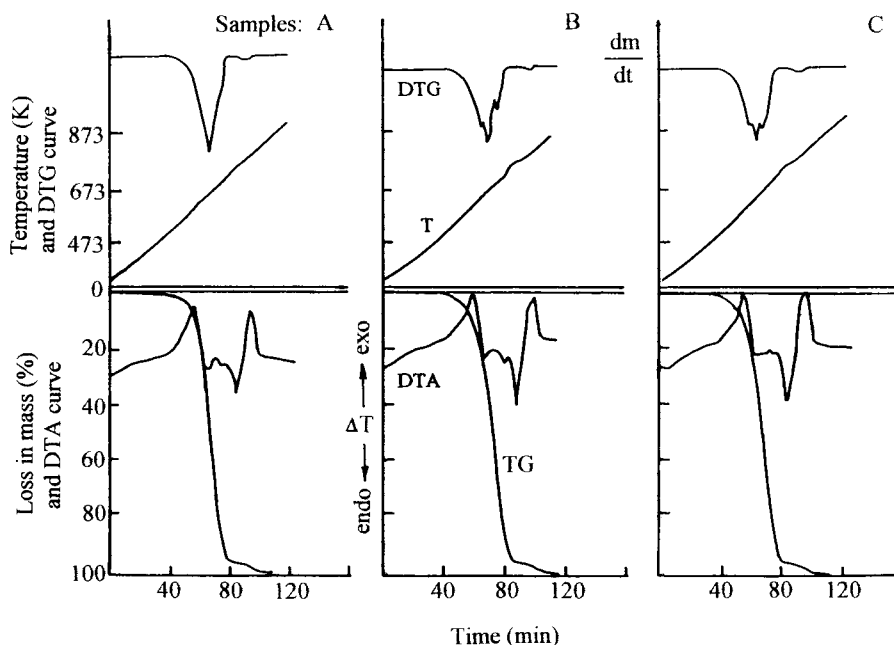 Samples: A
B
C
dm
dt
DTG
Temperature (K)
and DTG curve
873
673
473
0
T
0
20
40
60
80
100
Loss in mass (%)
and DTA curve
exo
ΔT
endo
DTA
TG
40
80
120
40
80
120
40
80
120
Time (min)